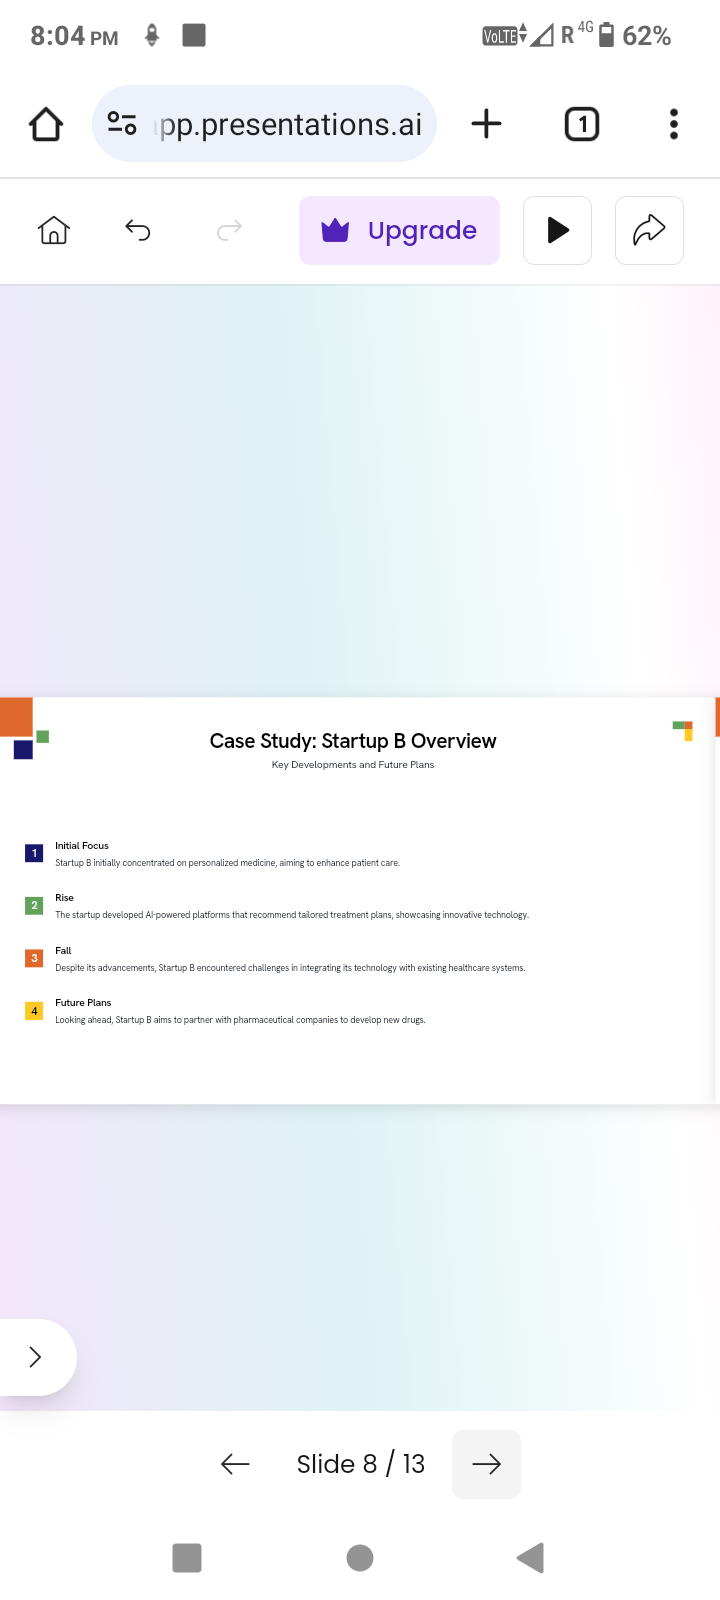 8:04 PM
VoLTE R 4G 62%
pp.presentations.ai
1
Upgrade
Case Study: Startup B Overview
Key Developments and Future Plans
1 Initial Focus
Startup B initially concentrated on personalized medicine, aiming to enhance patient care.
2 Rise
The startup developed AI-powered platforms that recommend tailored treatment plans, showcasing innovative technology.
3 Fall
Despite its advancements, Startup B encountered challenges in integrating its technology with existing healthcare systems.
4 Future Plans
Looking ahead, Startup B aims to partner with pharmaceutical companies to develop new drugs.
Slide 8 / 13